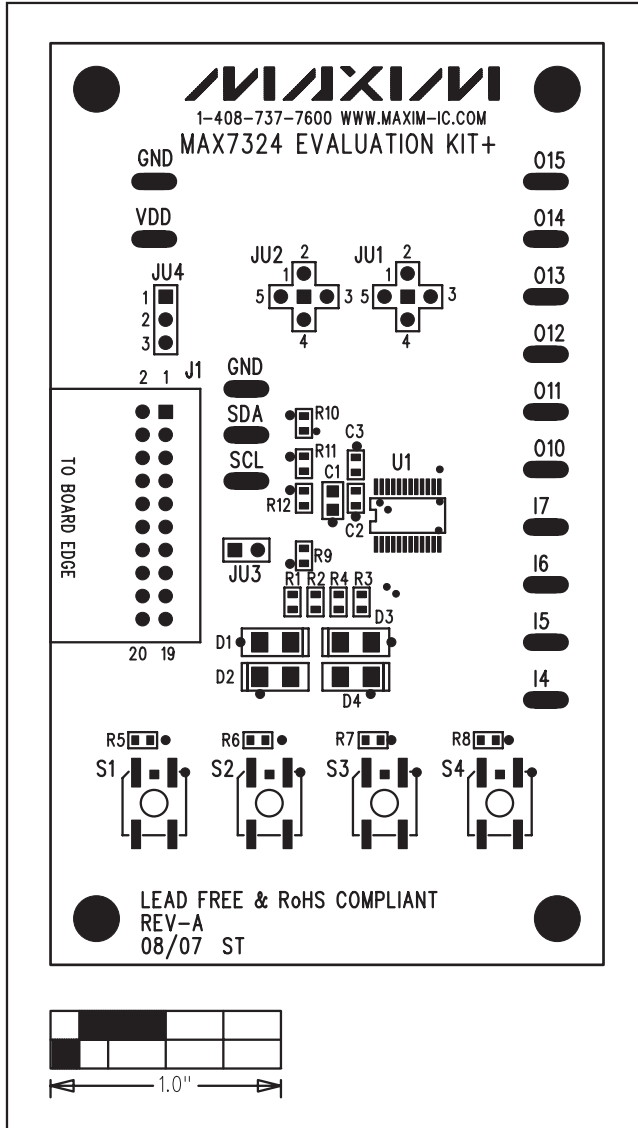 MAXIM
1-408-737-7600 WWW.MAXIM-IC.COM
MAX7324 EVALUATION KIT+
GND
O15
VDD
O14
JU2
2
JU1
2
JU4
1
1
O13
1
5
3
5
3
2
3
4
4
O12
2
1
J1
GND
O11
SDA
R10
TO BOARD EDGE
SCL
R11
C3
C1
U1
O10
R12
C2
I7
JU3
R9
I6
R1
R2
R4
R3
D3
D1
I5
20
19
D2
D4
I4
R5
R6
R7
R8
S1
S2
S3
S4
LEAD FREE & RoHS COMPLIANT
REV-A
08/07 ST
1.0"